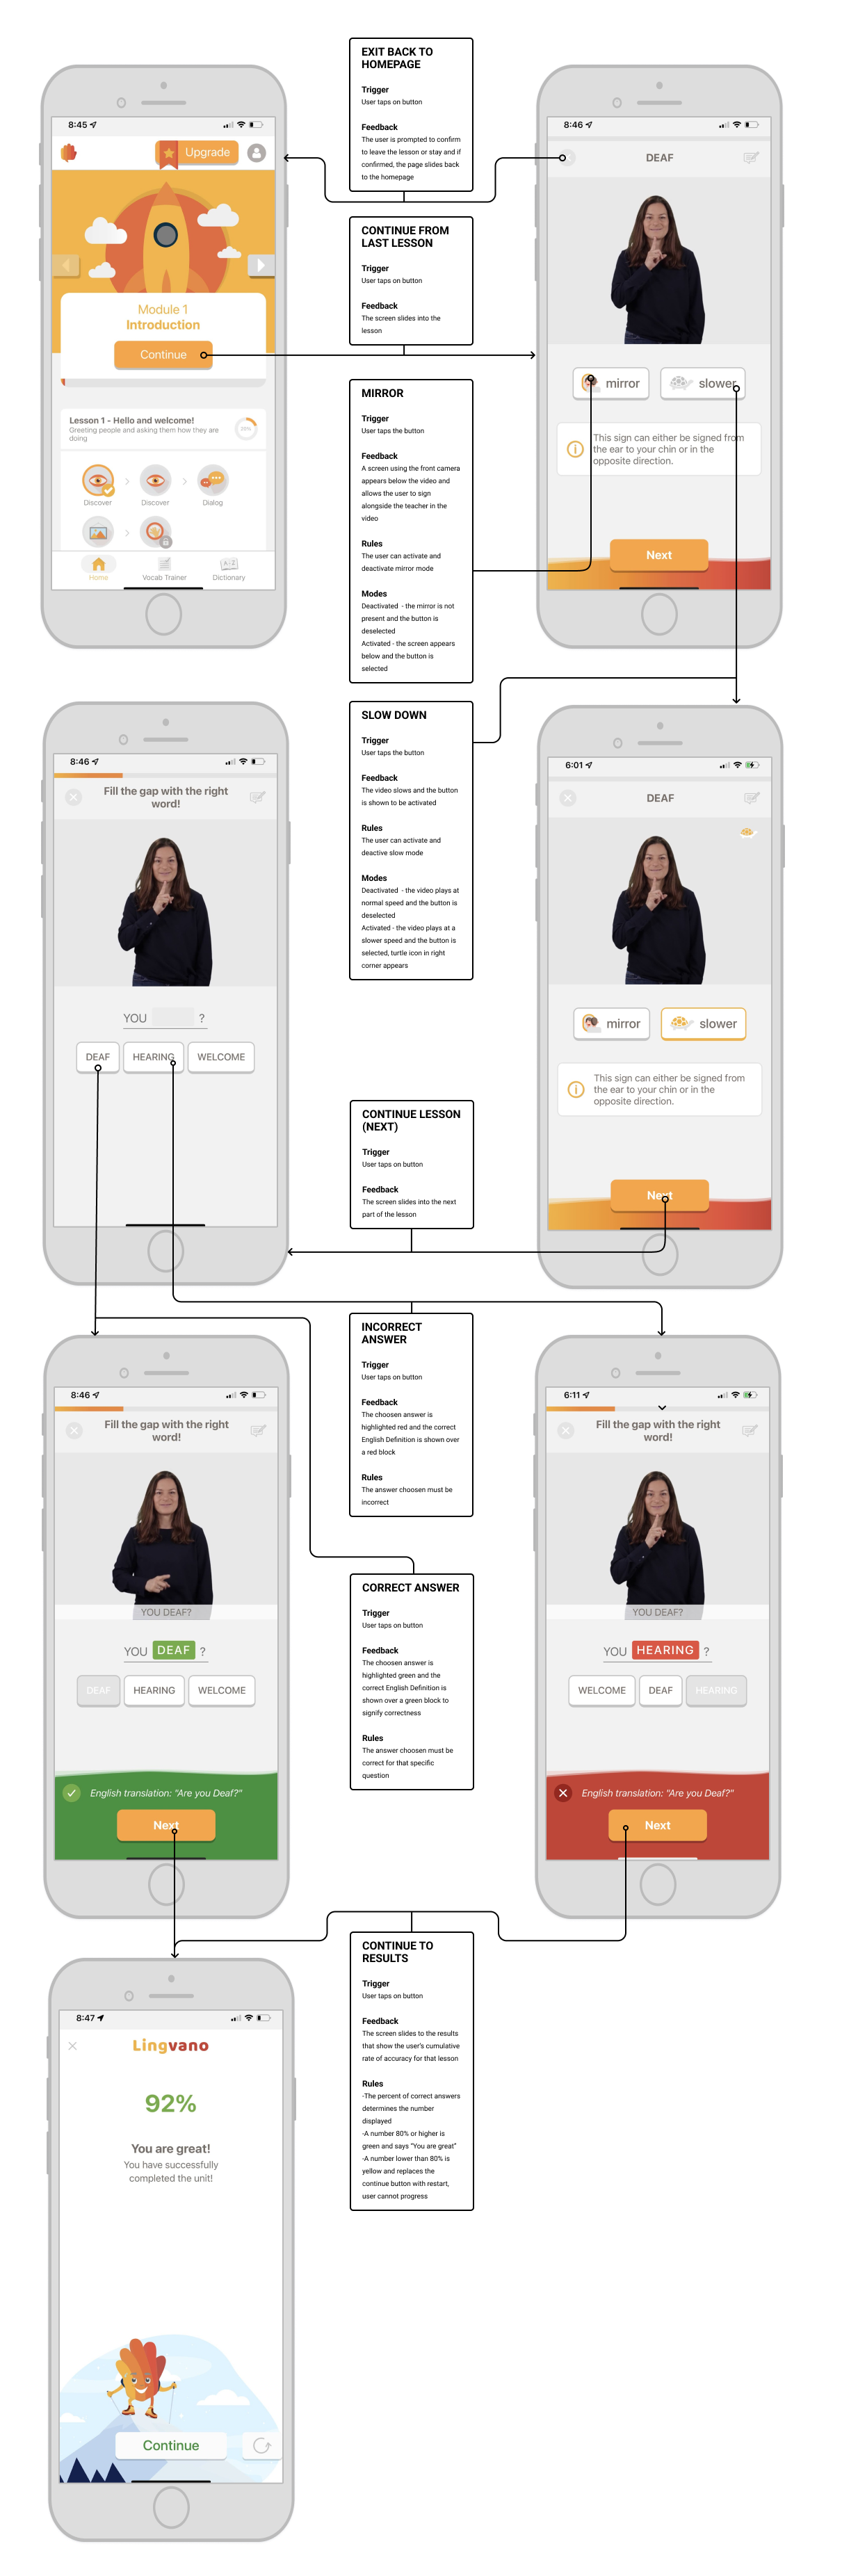 EXIT BACK TO
HOMEPAGE
Trigger
User taps on button
Feedback
The user is prompted to confirm
to leave the lesson or stay and if
confirmed, the page slides back
to the homepage
8:45
Upgrade
Module 1
Introduction
Continue
Lesson 1 - Hello and welcome!
Greeting people and asking them how they are
doing
Discover
Discover
Dialog
Home
Vocab Trainer
Dictionary
CONTINUE FROM
LAST LESSON
Trigger
User taps on button
Feedback
The screen slides into the
lesson
8:46
DEAF
mirror
slower
This sign can either be signed from
the ear to your chin or in the
opposite direction.
Next
MIRROR
Trigger
User taps the button
Feedback
A screen using the front camera
appears below the video and
allows the user to sign
alongside the teacher in the
video
Rules
The user can activate and
deactivate mirror mode
Modes
Deactivated - the mirror is not
present and the button is
deselected
Activated - the screen appears
below and the button is
selected
SLOW DOWN
Trigger
User taps the button
Feedback
The video slows and the button
is shown to be activated
Rules
The user can activate and
deactive slow mode
Modes
Deactivated - the video plays at
normal speed and the button is
deselected
Activated - the video plays at a
slower speed and the button is
selected, turtle icon in right
corner appears
8:46
Fill the gap with the right
word!
YOU ?
DEAF
HEARING
WELCOME
6:01
DEAF
mirror
slower
This sign can either be signed from
the ear to your chin or in the
opposite direction.
Next
CONTINUE LESSON
(NEXT)
Trigger
User taps on button
Feedback
The screen slides into the next
part of the lesson
INCORRECT
ANSWER
Trigger
User taps on button
Feedback
The choosen answer is
highlighted red and the correct
English Definition is shown over
a red block
Rules
The answer choosen must be
incorrect
8:46
Fill the gap with the right
word!
YOU DEAF?
YOU DEAF ?
DEAF
HEARING
WELCOME
English translation: "Are you Deaf?"
Next
CORRECT ANSWER
Trigger
User taps on button
Feedback
The choosen answer is
highlighted green and the
correct English Definition is
shown over a green block to
signify correctness
Rules
The answer choosen must be
correct for that specific
question
6:11
Fill the gap with the right
word!
YOU DEAF?
YOU HEARING ?
WELCOME
DEAF
HEARING
English translation: "Are you Deaf?"
Next
CONTINUE TO
RESULTS
Trigger
User taps on button
Feedback
The screen slides to the results
that show the user's cumulative
rate of accuracy for that lesson
Rules
-The percent of correct answers
determines the number
displayed
-A number 80% or higher is
green and says "You are great"
-A number lower than 80% is
yellow and replaces the
continue button with restart,
user cannot progress
8:47
Lingvano
92%
You are great!
You have successfully
completed the unit!
Continue